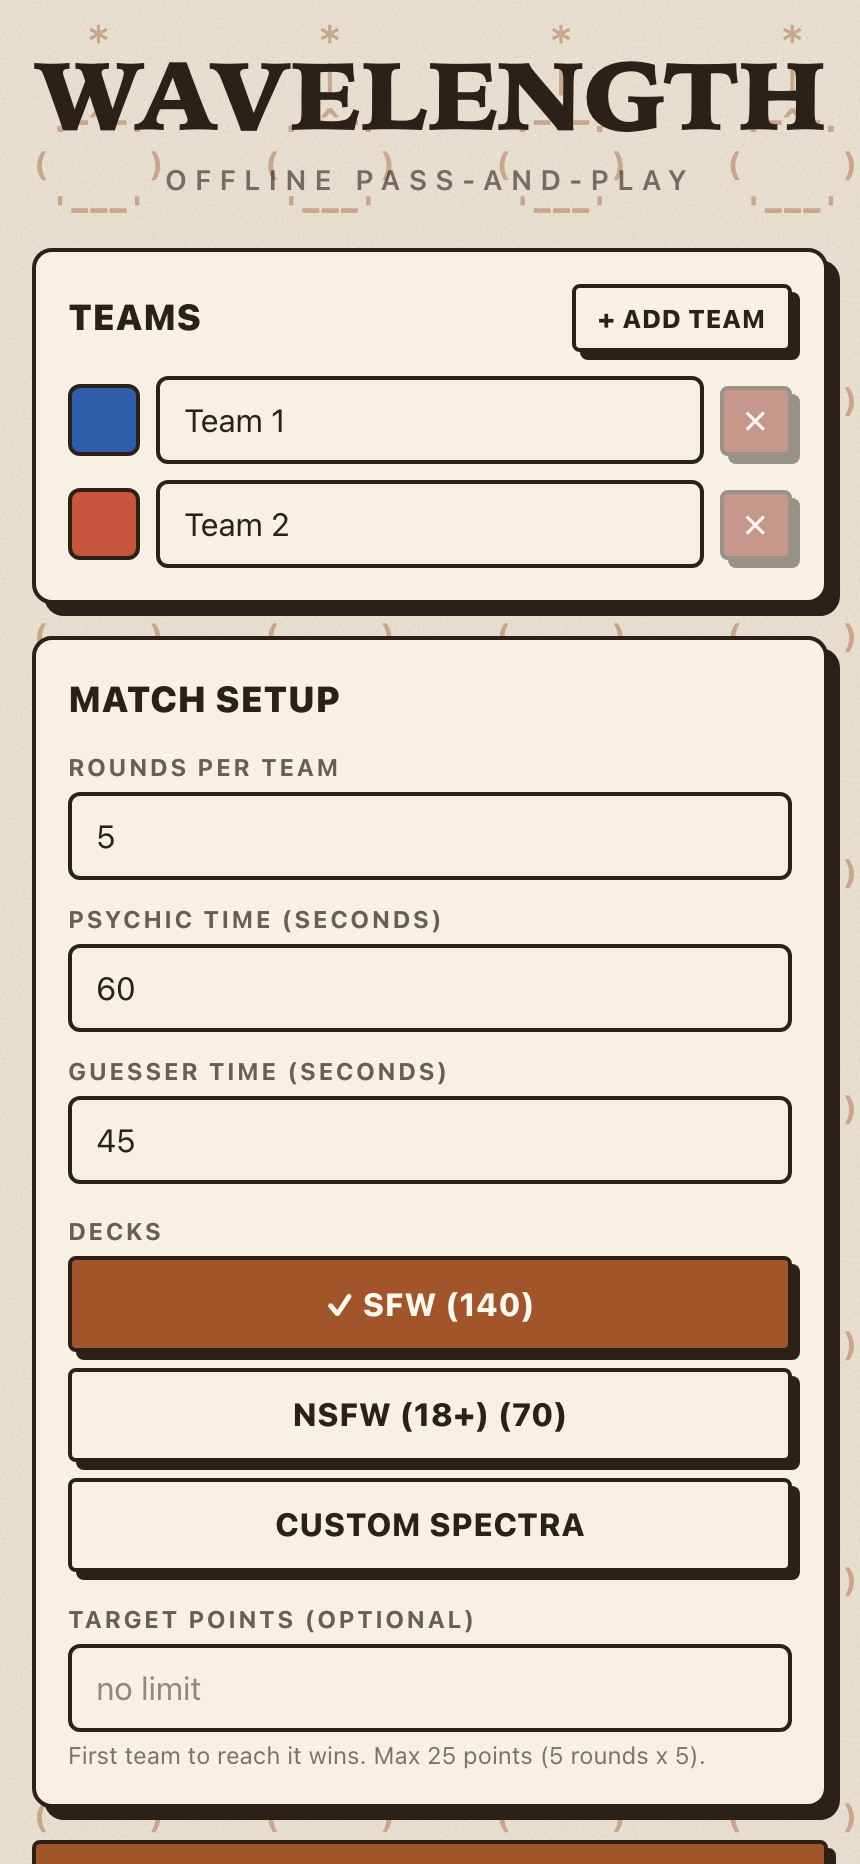 WAVELENGTH
OFFLINE PASS-AND-PLAY
TEAMS
+ ADD TEAM
Team 1
×
Team 2
×
MATCH SETUP
ROUNDS PER TEAM
5
PSYCHIC TIME (SECONDS)
60
GUESSER TIME (SECONDS)
45
DECKS
✓ SFW (140)
NSFW (18+) (70)
CUSTOM SPECTRA
TARGET POINTS (OPTIONAL)
no limit
First team to reach it wins. Max 25 points (5 rounds x 5).